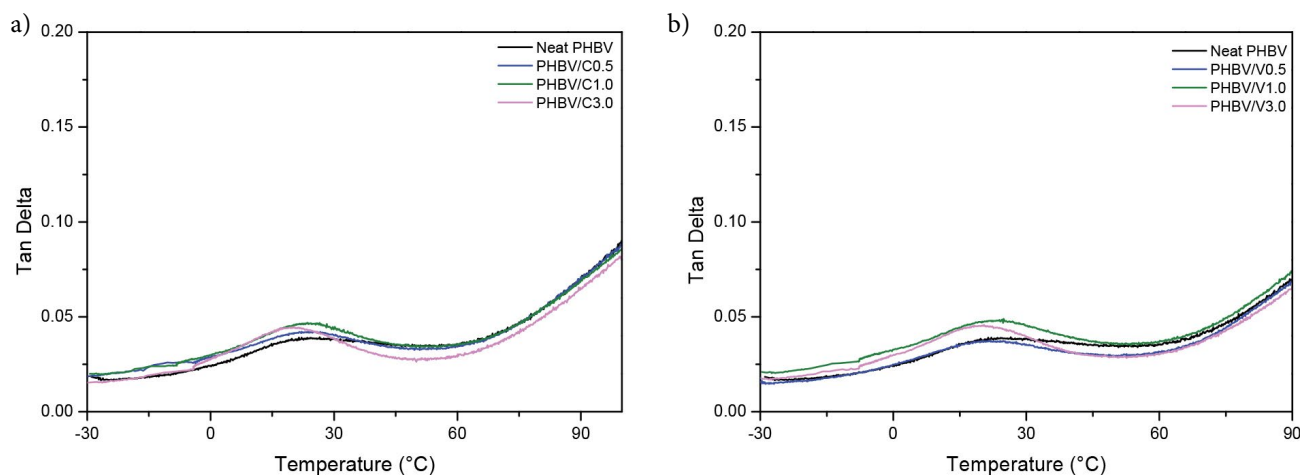 a)
0.20
0.15
0.10
0.05
0.00
Tan Delta
-30 0 30 60 90
Temperature (°C)
Neat PHBV
PHBV/C0.5
PHBV/C1.0
PHBV/C3.0
b)
0.20
0.15
0.10
0.05
0.00
Tan Delta
-30 0 30 60 90
Temperature (°C)
Neat PHBV
PHBV/V0.5
PHBV/V1.0
PHBV/V3.0